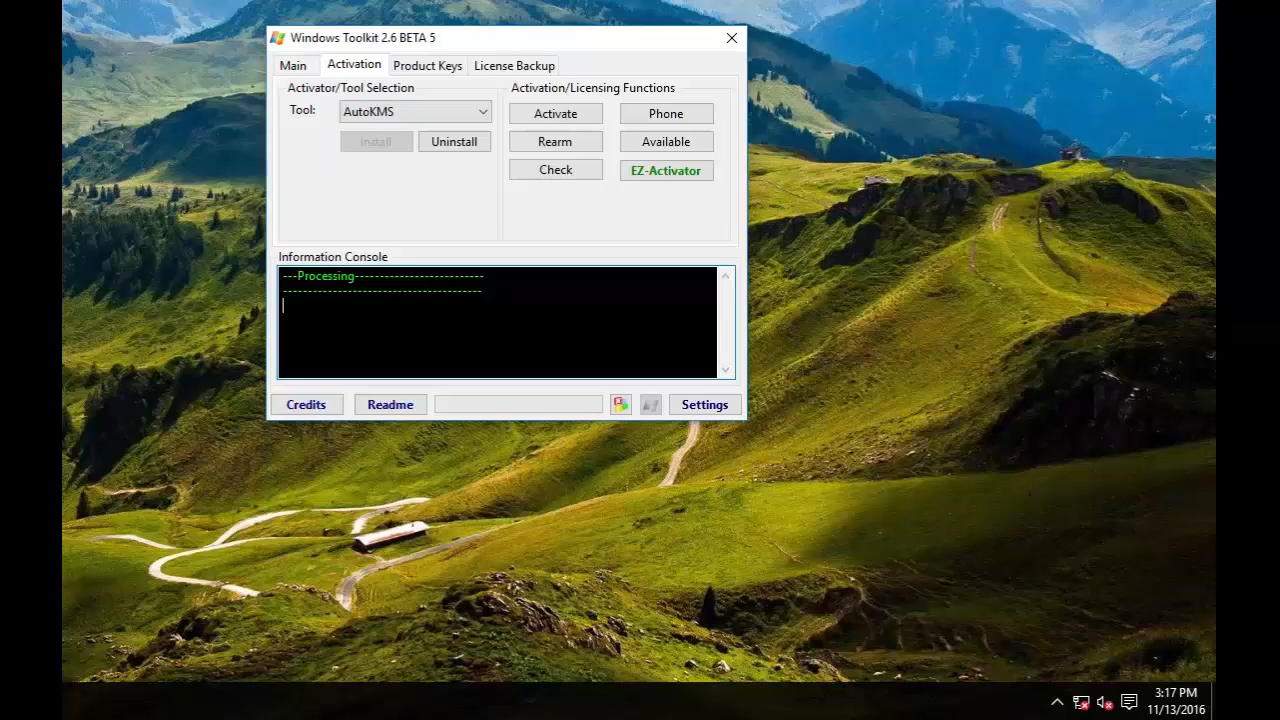 Windows Toolkit 2.6 BETA 5
Main Activation Product Keys License Backup
Activator/Tool Selection
Tool: AutoKMS
Install Uninstall
Activation/Licensing Functions
Activate Phone
Rearm Available
Check EZ-Activator
Information Console
---Processing--------------------------
----------------------------------------
Credits Readme Settings
3:17 PM
11/13/2016